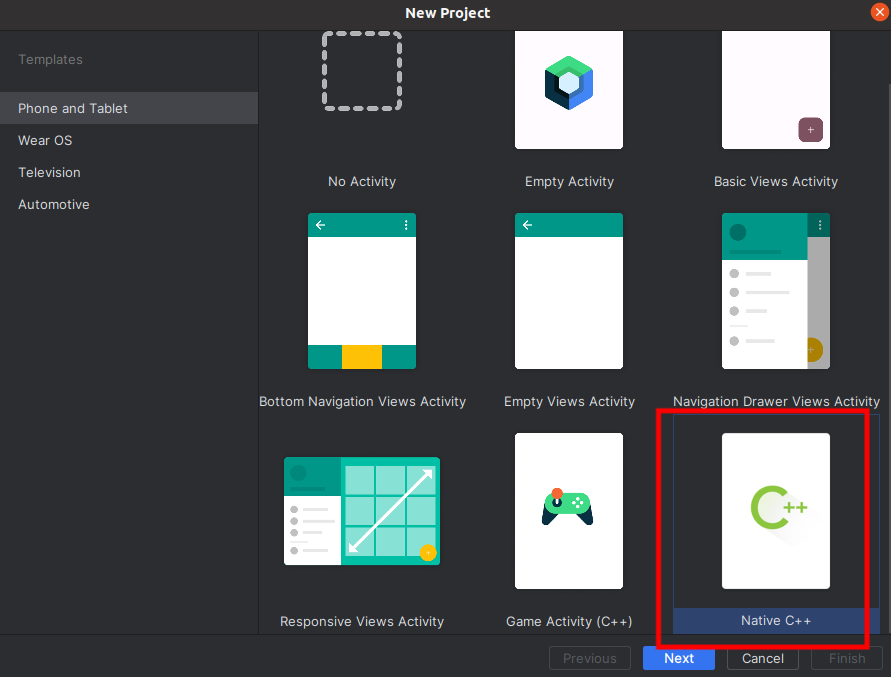 New Project
Templates
Phone and Tablet
Wear OS
Television
Automotive
No Activity
Empty Activity
Basic Views Activity
Bottom Navigation Views Activity
Empty Views Activity
Navigation Drawer Views Activity
C++
Responsive Views Activity
Game Activity (C++)
Native C++
Previous
Next
Cancel
Finish